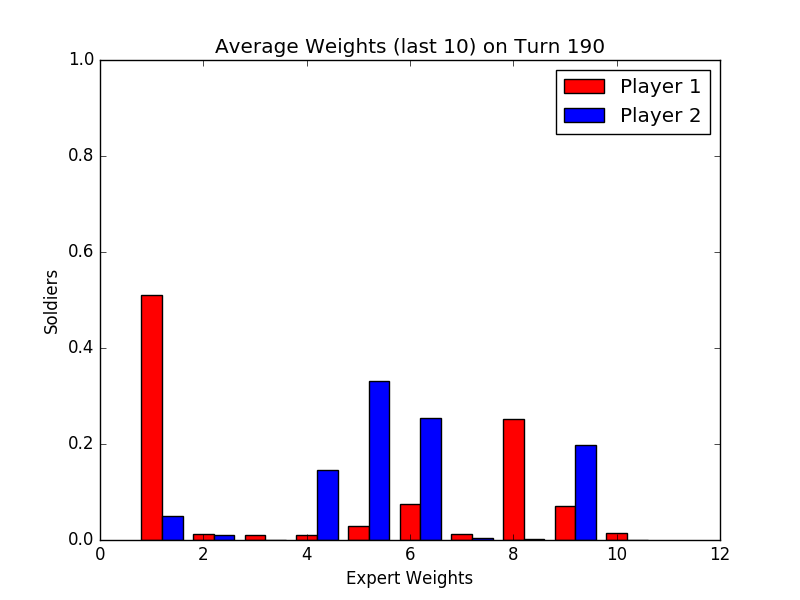 Average Weights (last 10) on Turn 190
Player 1
Player 2
1.0
0.8
0.6
0.4
0.2
0.0
Soldiers
0 2 4 6 8 10 12
Expert Weights